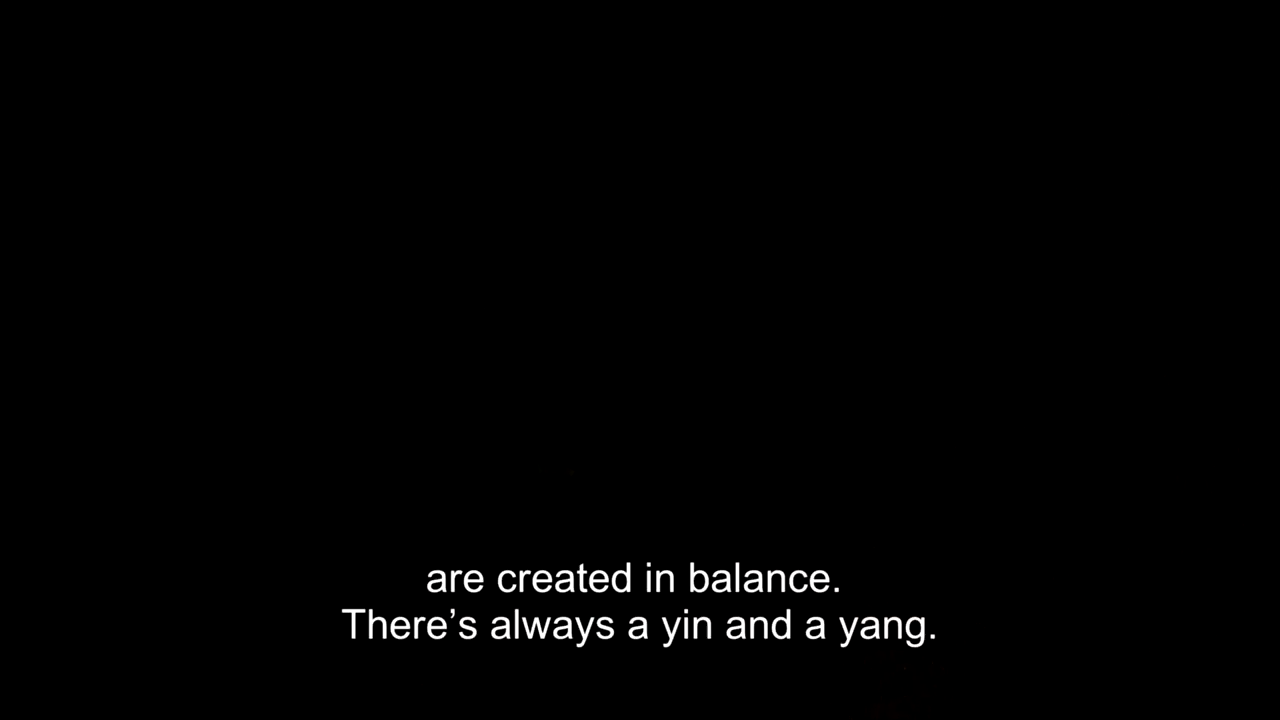 are created in balance.
There’s always a yin and a yang.